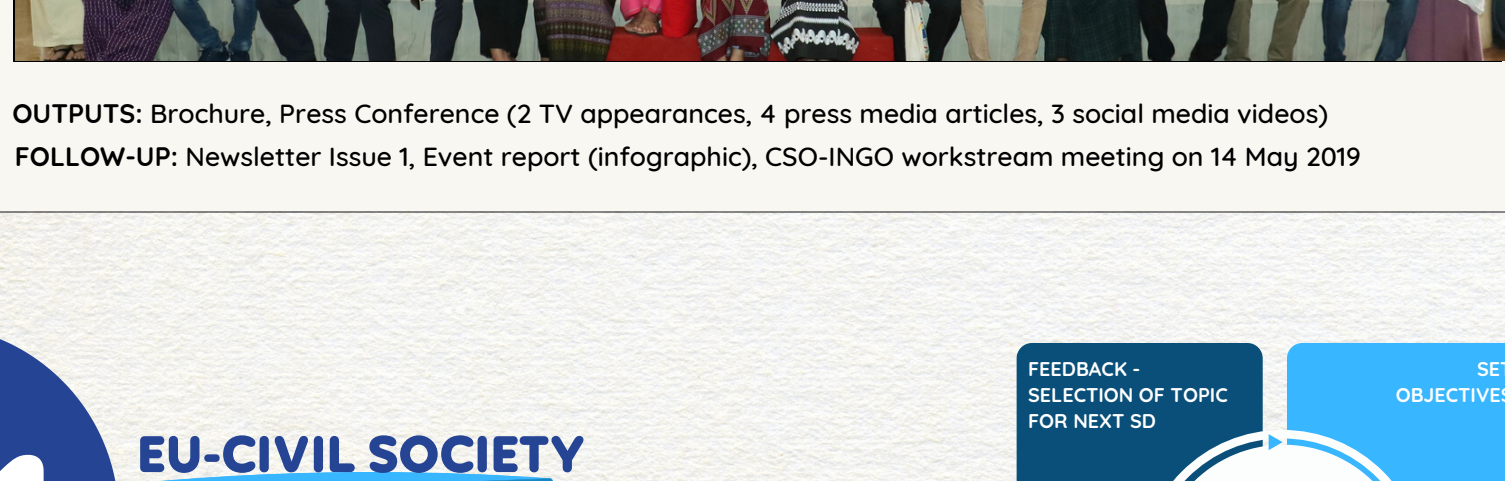 OUTPUTS: Brochure, Press Conference (2 TV appearances, 4 press media articles, 3 social media videos)
FOLLOW-UP: Newsletter Issue 1, Event report (infographic), CSO-INGO workstream meeting on 14 May 2019
EU-CIVIL SOCIETY
FEEDBACK -
SELECTION OF TOPIC
FOR NEXT SD
SET
OBJECTIVES